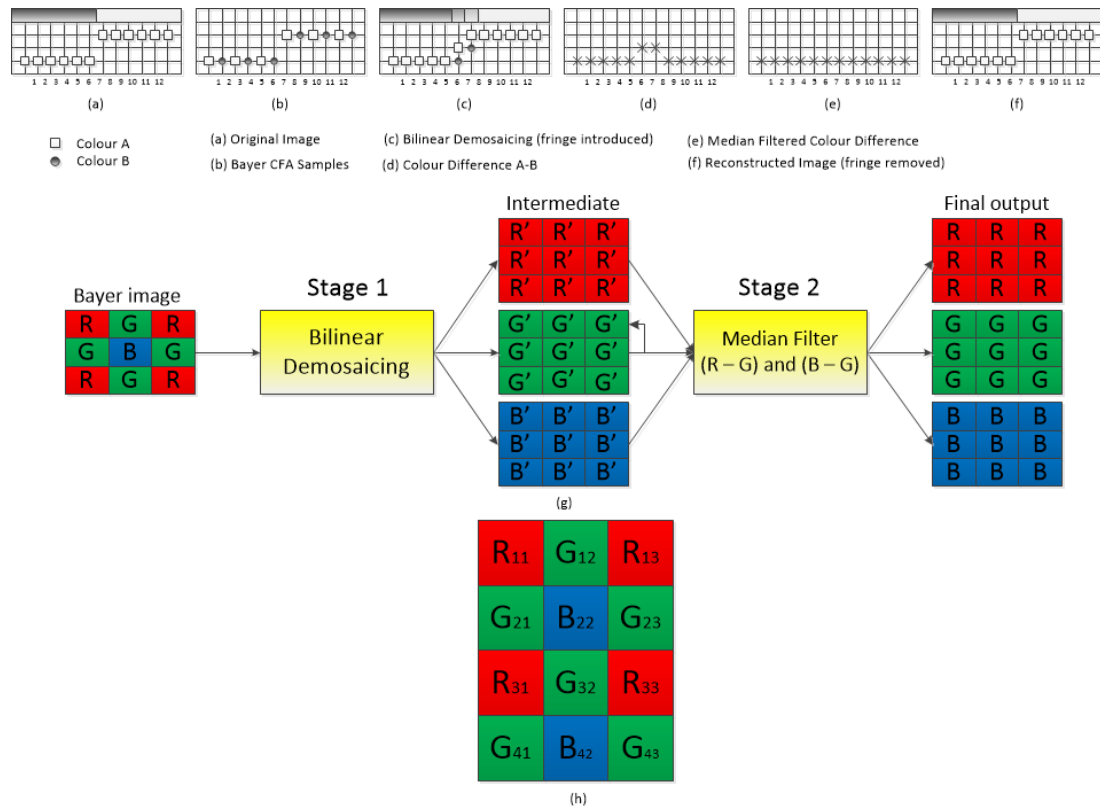 1 2 3 4 5 6 7 8 9 10 11 12
1 2 3 4 5 6 7 8 9 10 11 12
1 2 3 4 5 6 7 8 9 10 11 12
1 2 3 4 5 6 7 8 9 10 11 12
1 2 3 4 5 6 7 8 9 10 11 12
1 2 3 4 5 6 7 8 9 10 11 12
(a)
(b)
(c)
(d)
(e)
(f)
Colour A
Colour B
(a) Original Image
(b) Bayer CFA Samples
(c) Bilinear Demosaicing (fringe introduced)
(d) Colour Difference A-B
(e) Median Filtered Colour Difference
(f) Reconstructed Image (fringe removed)
Bayer image
R G R
G B G
R G R
Stage 1
Bilinear
Demosaicing
Intermediate
R' R' R'
R' R' R'
R' R' R'
G' G' G'
G' G' G'
G' G' G'
B' B' B'
B' B' B'
B' B' B'
Stage 2
Median Filter
(R – G) and (B – G)
Final output
R R R
R R R
R R R
G G G
G G G
G G G
B B B
B B B
B B B
(g)
R11 G12 R13
G21 B22 G23
R31 G32 R33
G41 B42 G43
(h)